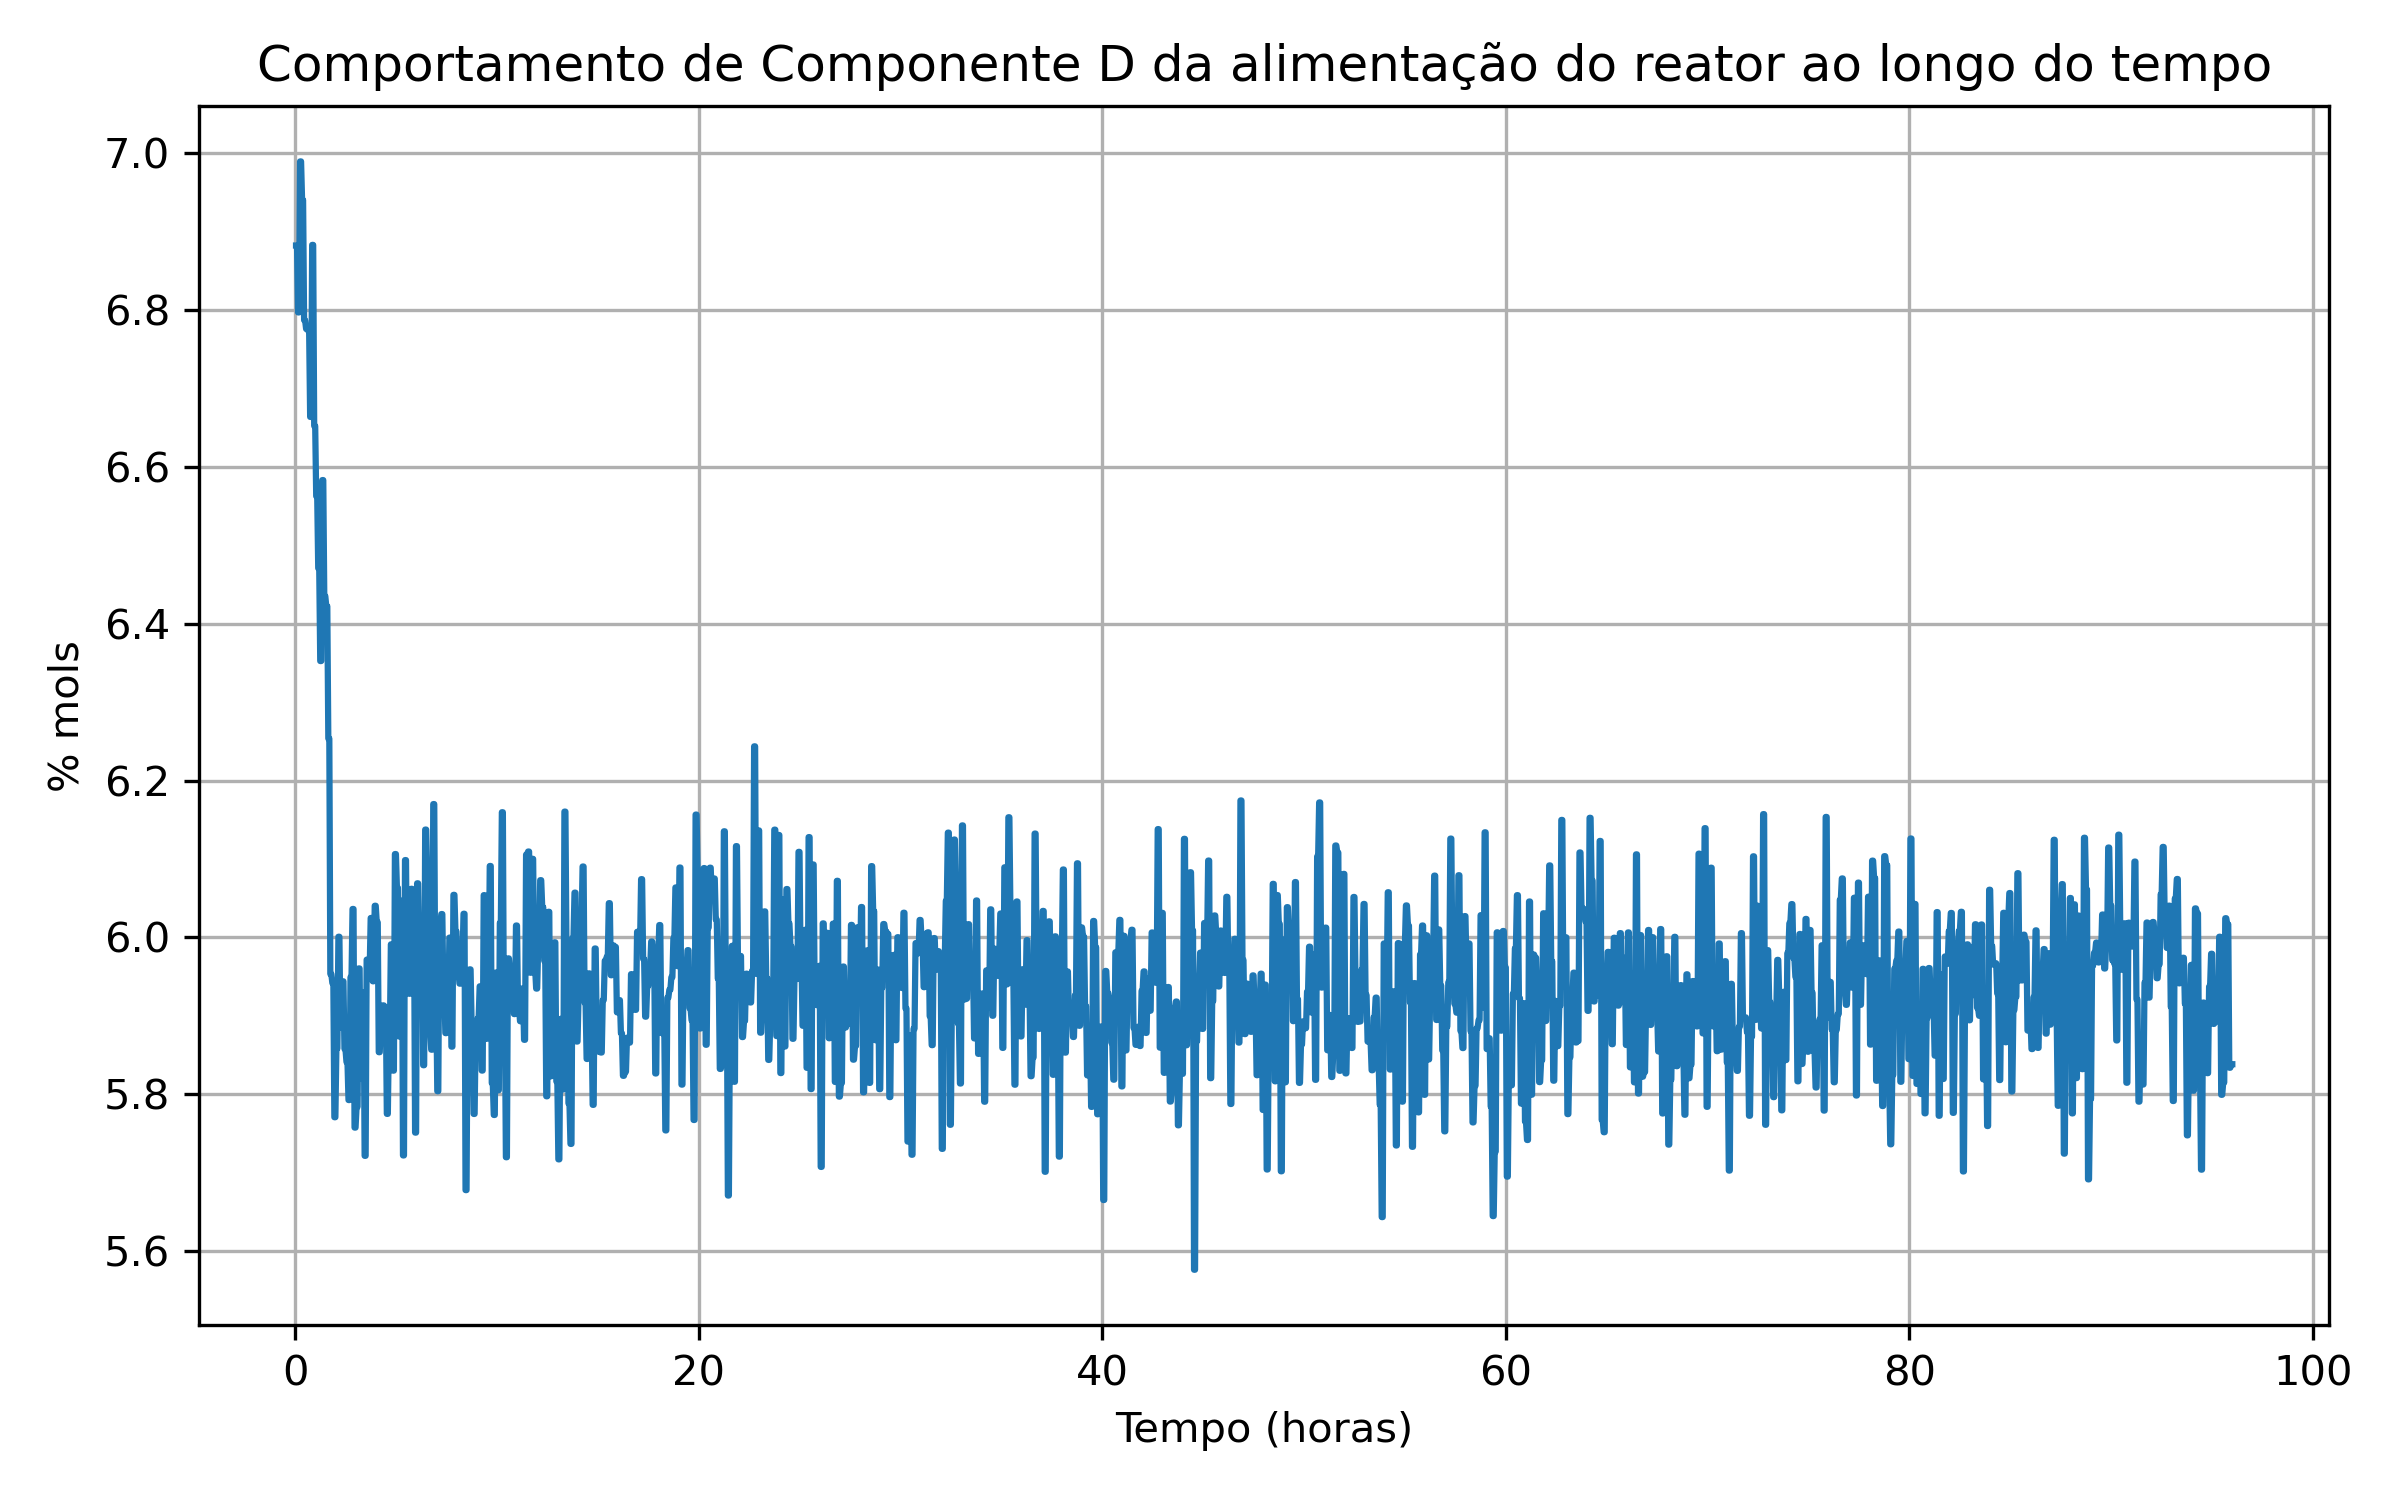 Comportamento de Componente D da alimentação do reator ao longo do tempo
% mols
7.0
6.8
6.6
6.4
6.2
6.0
5.8
5.6
0 20 40 60 80 100
Tempo (horas)